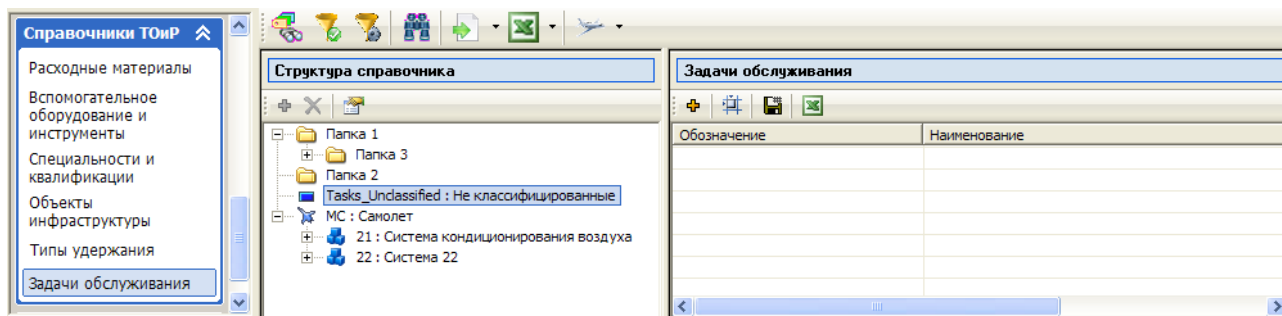 Справочники ТОиР
Расходные материалы
Вспомогательное
оборудование и
инструменты
Специальности и
квалификации
Объекты
инфраструктуры
Типы удержания
Задачи обслуживания
Структура справочника
Папка 1
Папка 3
Папка 2
Tasks_Unclassified : Не классифицированные
МС : Самолет
21 : Система кондиционирования воздуха
22 : Система 22
Задачи обслуживания
Обозначение
Наименование